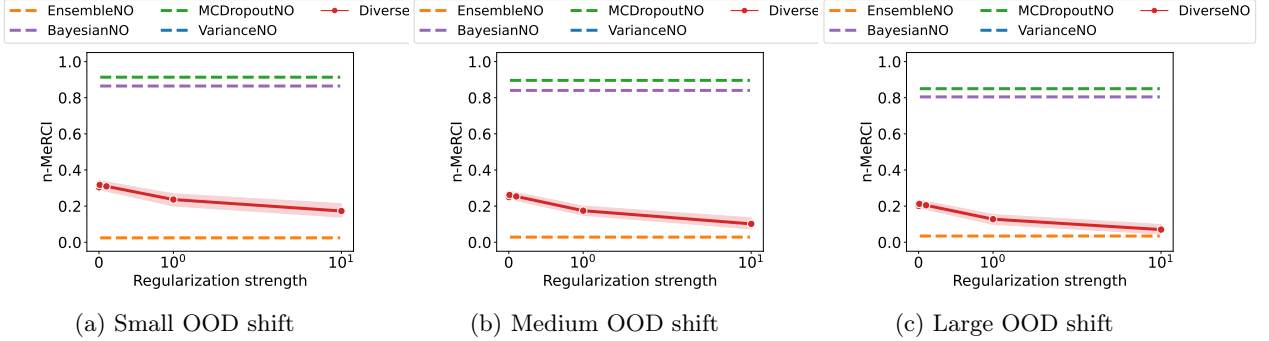 EnsembleNO MCDropoutNO Diverse
BayesianNO VarianceNO
n-MeRCI
1.0
0.8
0.6
0.4
0.2
0.0
0 10^0 10^1
Regularization strength
(a) Small OOD shift
EnsembleNO MCDropoutNO Diverse
BayesianNO VarianceNO
n-MeRCI
1.0
0.8
0.6
0.4
0.2
0.0
0 10^0 10^1
Regularization strength
(b) Medium OOD shift
EnsembleNO MCDropoutNO DiverseNO
BayesianNO VarianceNO
n-MeRCI
1.0
0.8
0.6
0.4
0.2
0.0
0 10^0 10^1
Regularization strength
(c) Large OOD shift